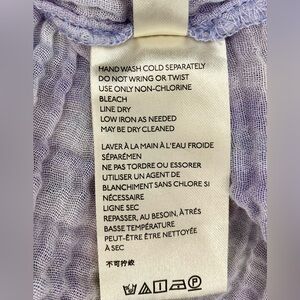 HAND WASH COLD SEPARATELY
DO NOT WRING OR TWIST
USE ONLY NON-CHLORINE
BLEACH
LINE DRY
LOW IRON AS NEEDED
MAY BE DRY CLEANED
LAVER À LA MAIN À L'EAU FROIDE
SÉPARÉMEN
NE PAS TORDRE OU ESSORER
UTILISER UN AGENT DE
BLANCHIMENT SANS CHLORE SI
NÉCESSAIRE
LIGNE SEC
REPASSER, AU BESOIN, À TRÈS
BASSE TEMPÉRATURE
PEUT-ÊTRE ÊTRE NETTOYÉE
À SEC
不可拧绞